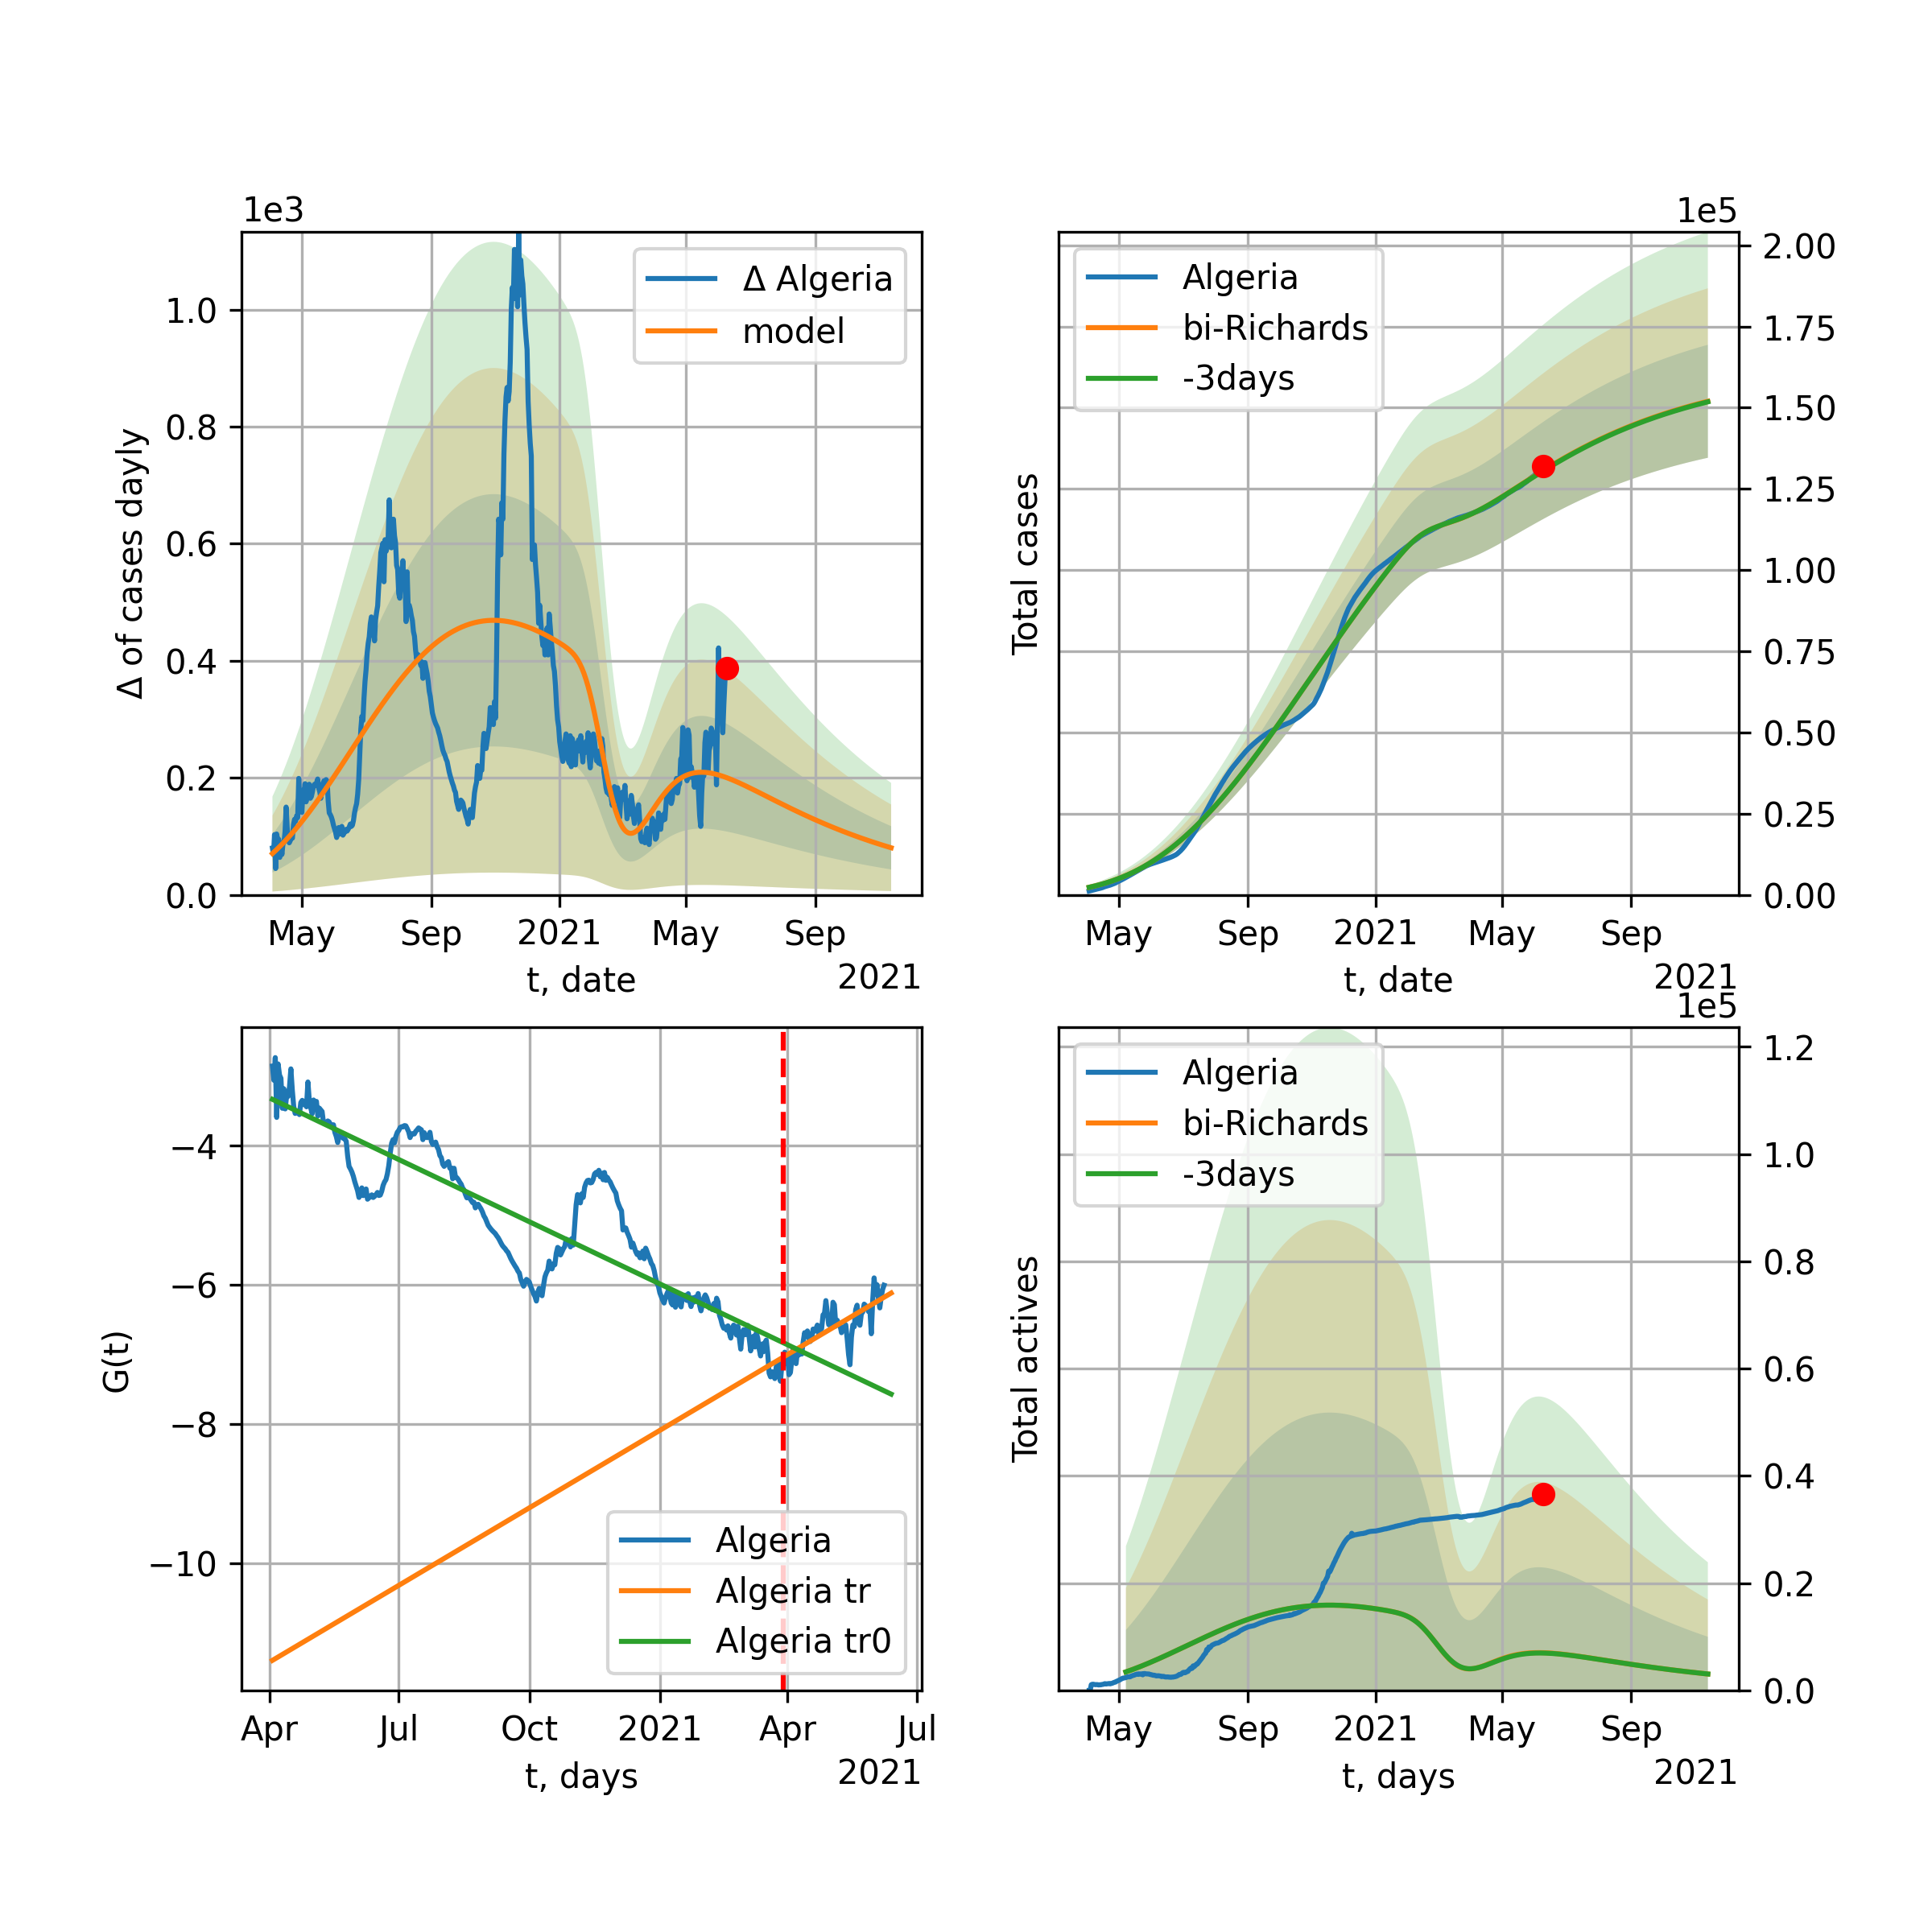 1e3
Δ of cases dayly
1.0
0.8
0.6
0.4
0.2
0.0
Δ Algeria
model
May Sep 2021 May Sep
t, date
2021
1e5
Total cases
Algeria
bi-Richards
-3days
2.00
1.75
1.50
1.25
1.00
0.75
0.50
0.25
0.00
May Sep 2021 May Sep
t, date
2021
G(t)
−4
−6
−8
−10
Algeria
Algeria tr
Algeria tr0
Apr Jul Oct 2021 Apr Jul
t, days
2021
1e5
Total actives
Algeria
bi-Richards
-3days
1.2
1.0
0.8
0.6
0.4
0.2
0.0
May Sep 2021 May Sep
t, days
2021